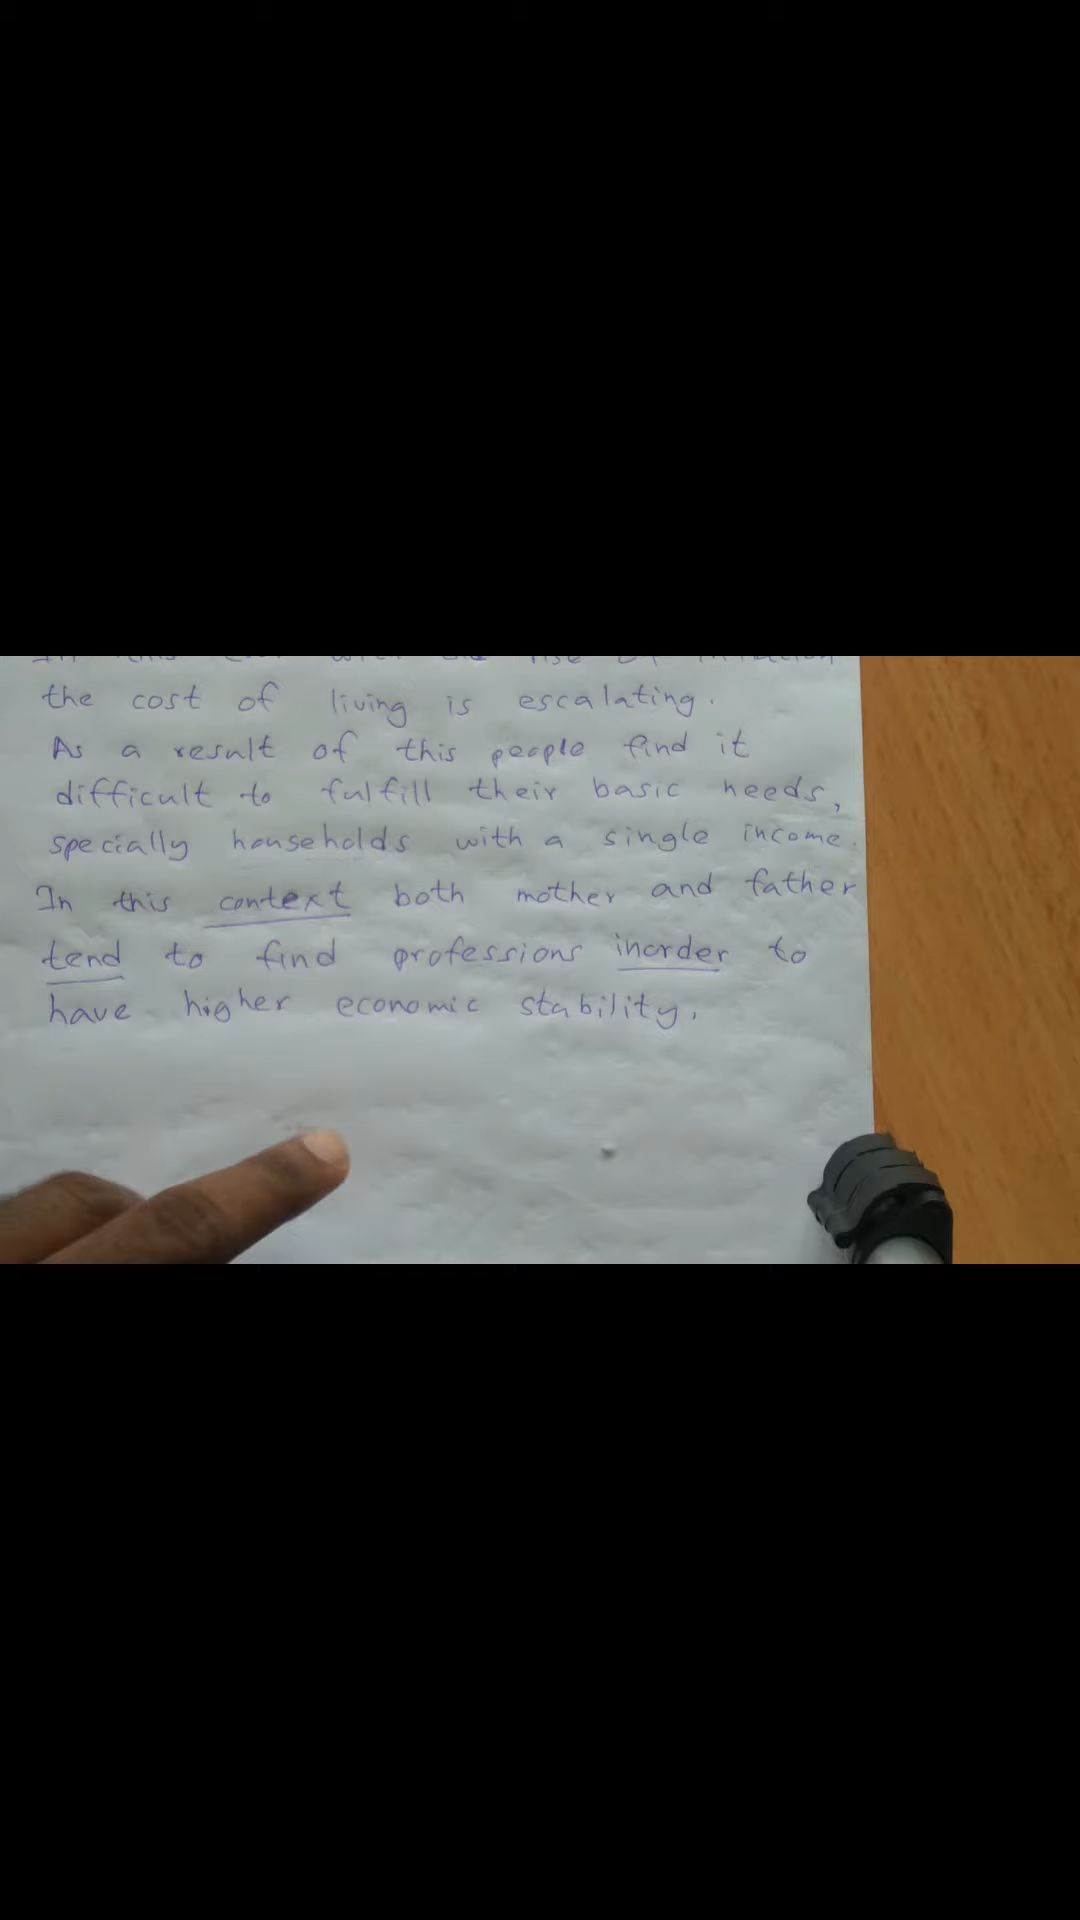 the cost of living is escalating.
As a result of this people find it
difficult to fulfill their basic needs,
specially households with a single income.
In this context both mother and father
tend to find professions inorder to
have higher economic stability.